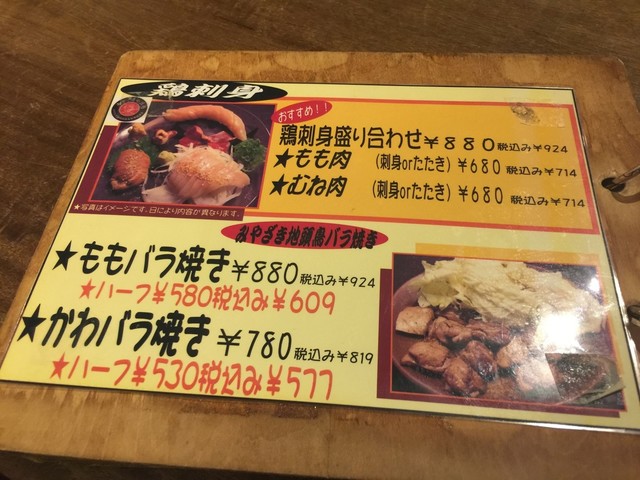 鶏刺身
おすすめ!!
鶏刺身盛り合わせ¥880税込み¥924
★もも肉 (刺身orたたき) ¥680税込み¥714
★むね肉 (刺身orたたき) ¥680税込み¥714
★写真はイメージです。日により内容が異なります。
みやざき地頭鶏バラ焼き
★ももバラ焼き¥880税込み¥924
★ハーフ¥580税込み¥609
★かわバラ焼き¥780税込み¥819
★ハーフ¥530税込み¥577